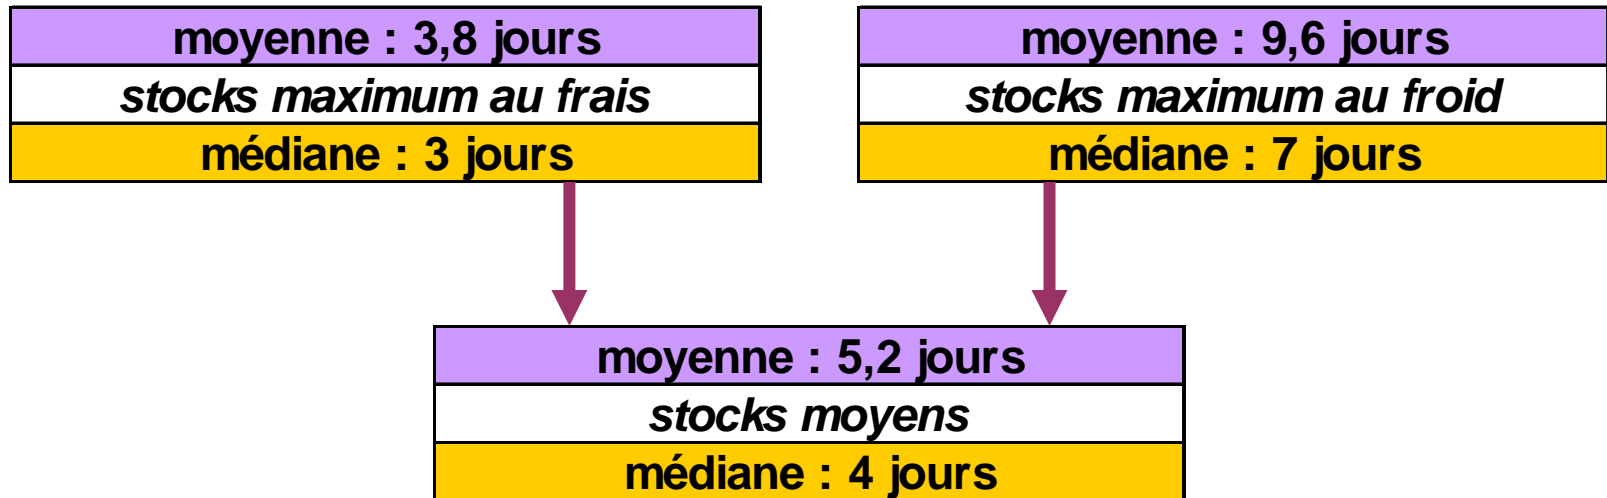 moyenne : 3,8 jours
stocks maximum au frais
médiane : 3 jours
moyenne : 9,6 jours
stocks maximum au froid
médiane : 7 jours
moyenne : 5,2 jours
stocks moyens
médiane : 4 jours